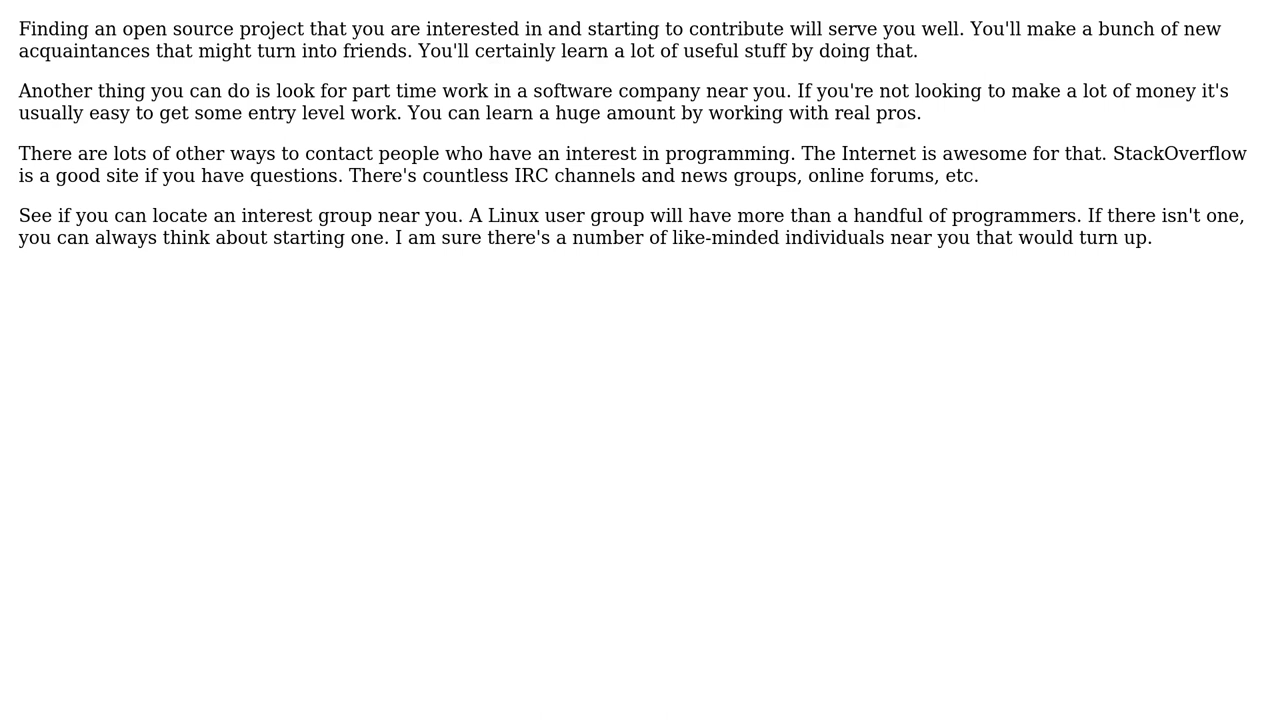 Finding an open source project that you are interested in and starting to contribute will serve you well. You'll make a bunch of new
acquaintances that might turn into friends. You'll certainly learn a lot of useful stuff by doing that.
Another thing you can do is look for part time work in a software company near you. If you're not looking to make a lot of money it's
usually easy to get some entry level work. You can learn a huge amount by working with real pros.
There are lots of other ways to contact people who have an interest in programming. The Internet is awesome for that. StackOverflow
is a good site if you have questions. There's countless IRC channels and news groups, online forums, etc.
See if you can locate an interest group near you. A Linux user group will have more than a handful of programmers. If there isn't one,
you can always think about starting one. I am sure there's a number of like-minded individuals near you that would turn up.